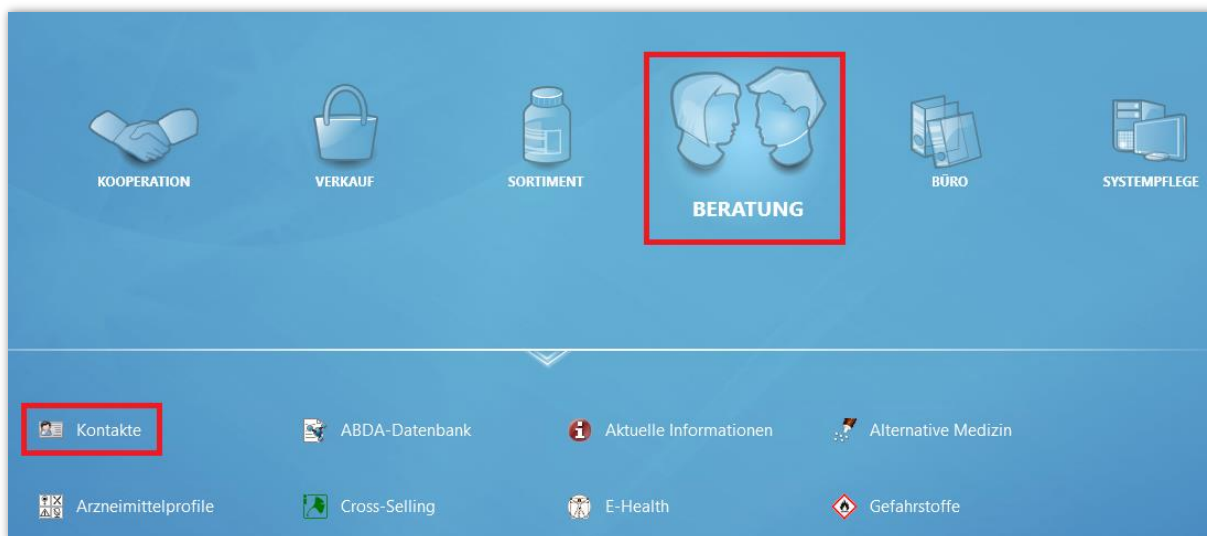 KOOPERATION
VERKAUF
SORTIMENT
BERATUNG
BÜRO
SYSTEMPFLEGE
Kontakte
ABDA-Datenbank
Aktuelle Informationen
Alternative Medizin
Arzneimittelprofile
Cross-Selling
E-Health
Gefahrstoffe